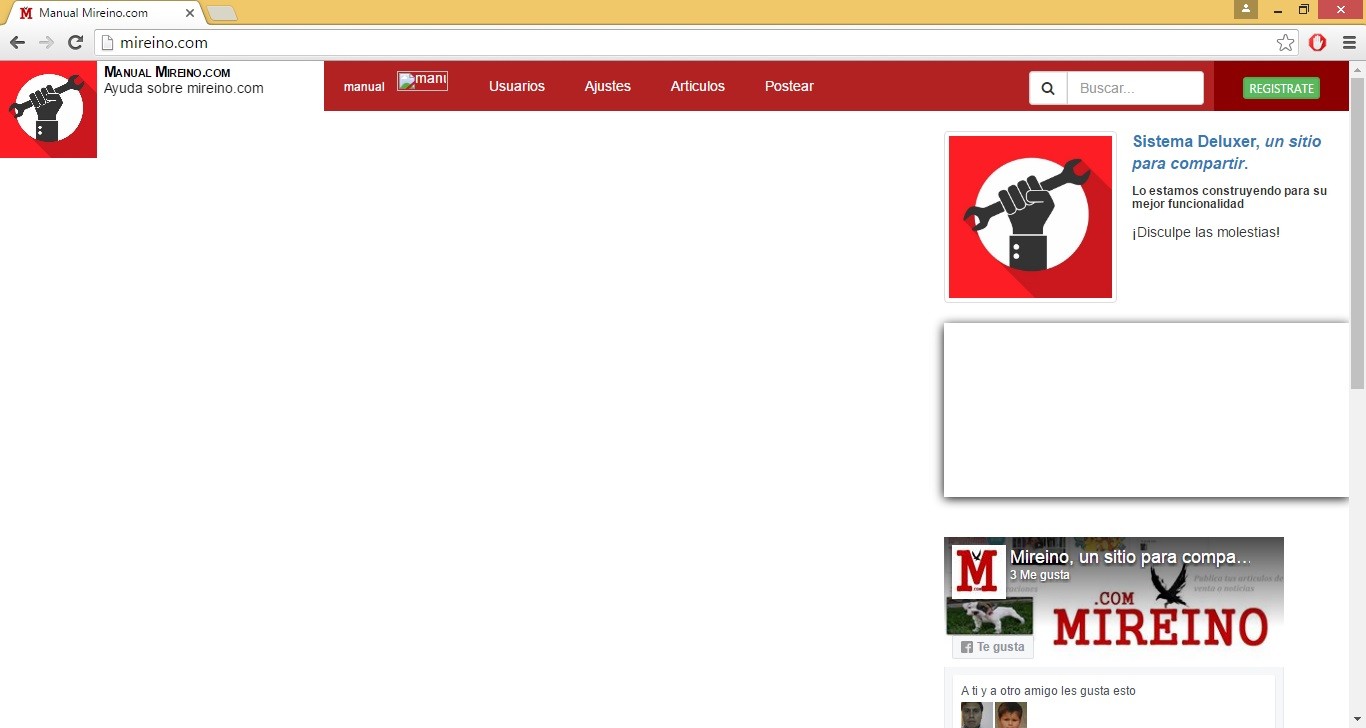 Manual Mireino.com
mireino.com
MANUAL MIREINO.COM
Ayuda sobre mireino.com
manual
manu
Usuarios
Ajustes
Articulos
Postear
Buscar...
REGISTRATE
Sistema Deluxer, un sitio
para compartir.
Lo estamos construyendo para su
mejor funcionalidad
¡Disculpe las molestias!
Mireino, un sitio para compa...
3 Me gusta
Publica tus artículos de
venta o noticias
.COM
MIREINO
Te gusta
A ti y a otro amigo les gusta esto